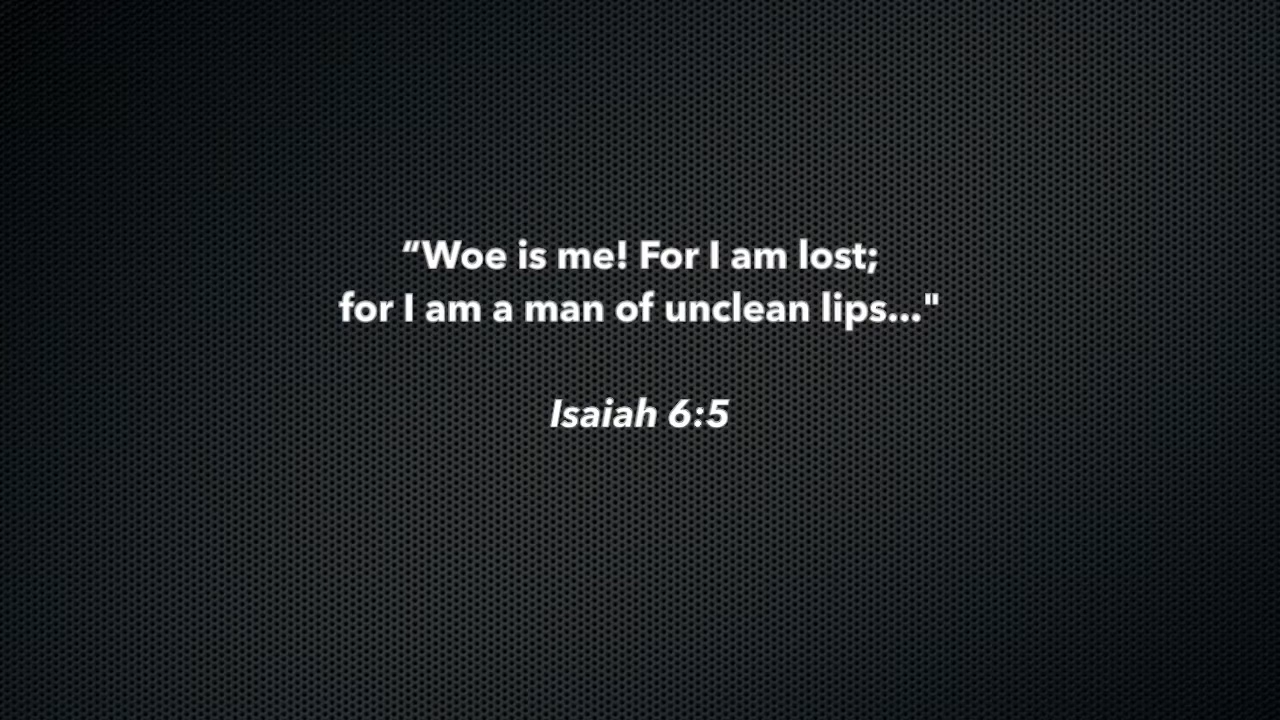 “Woe is me! For I am lost;
for I am a man of unclean lips..."
Isaiah 6:5